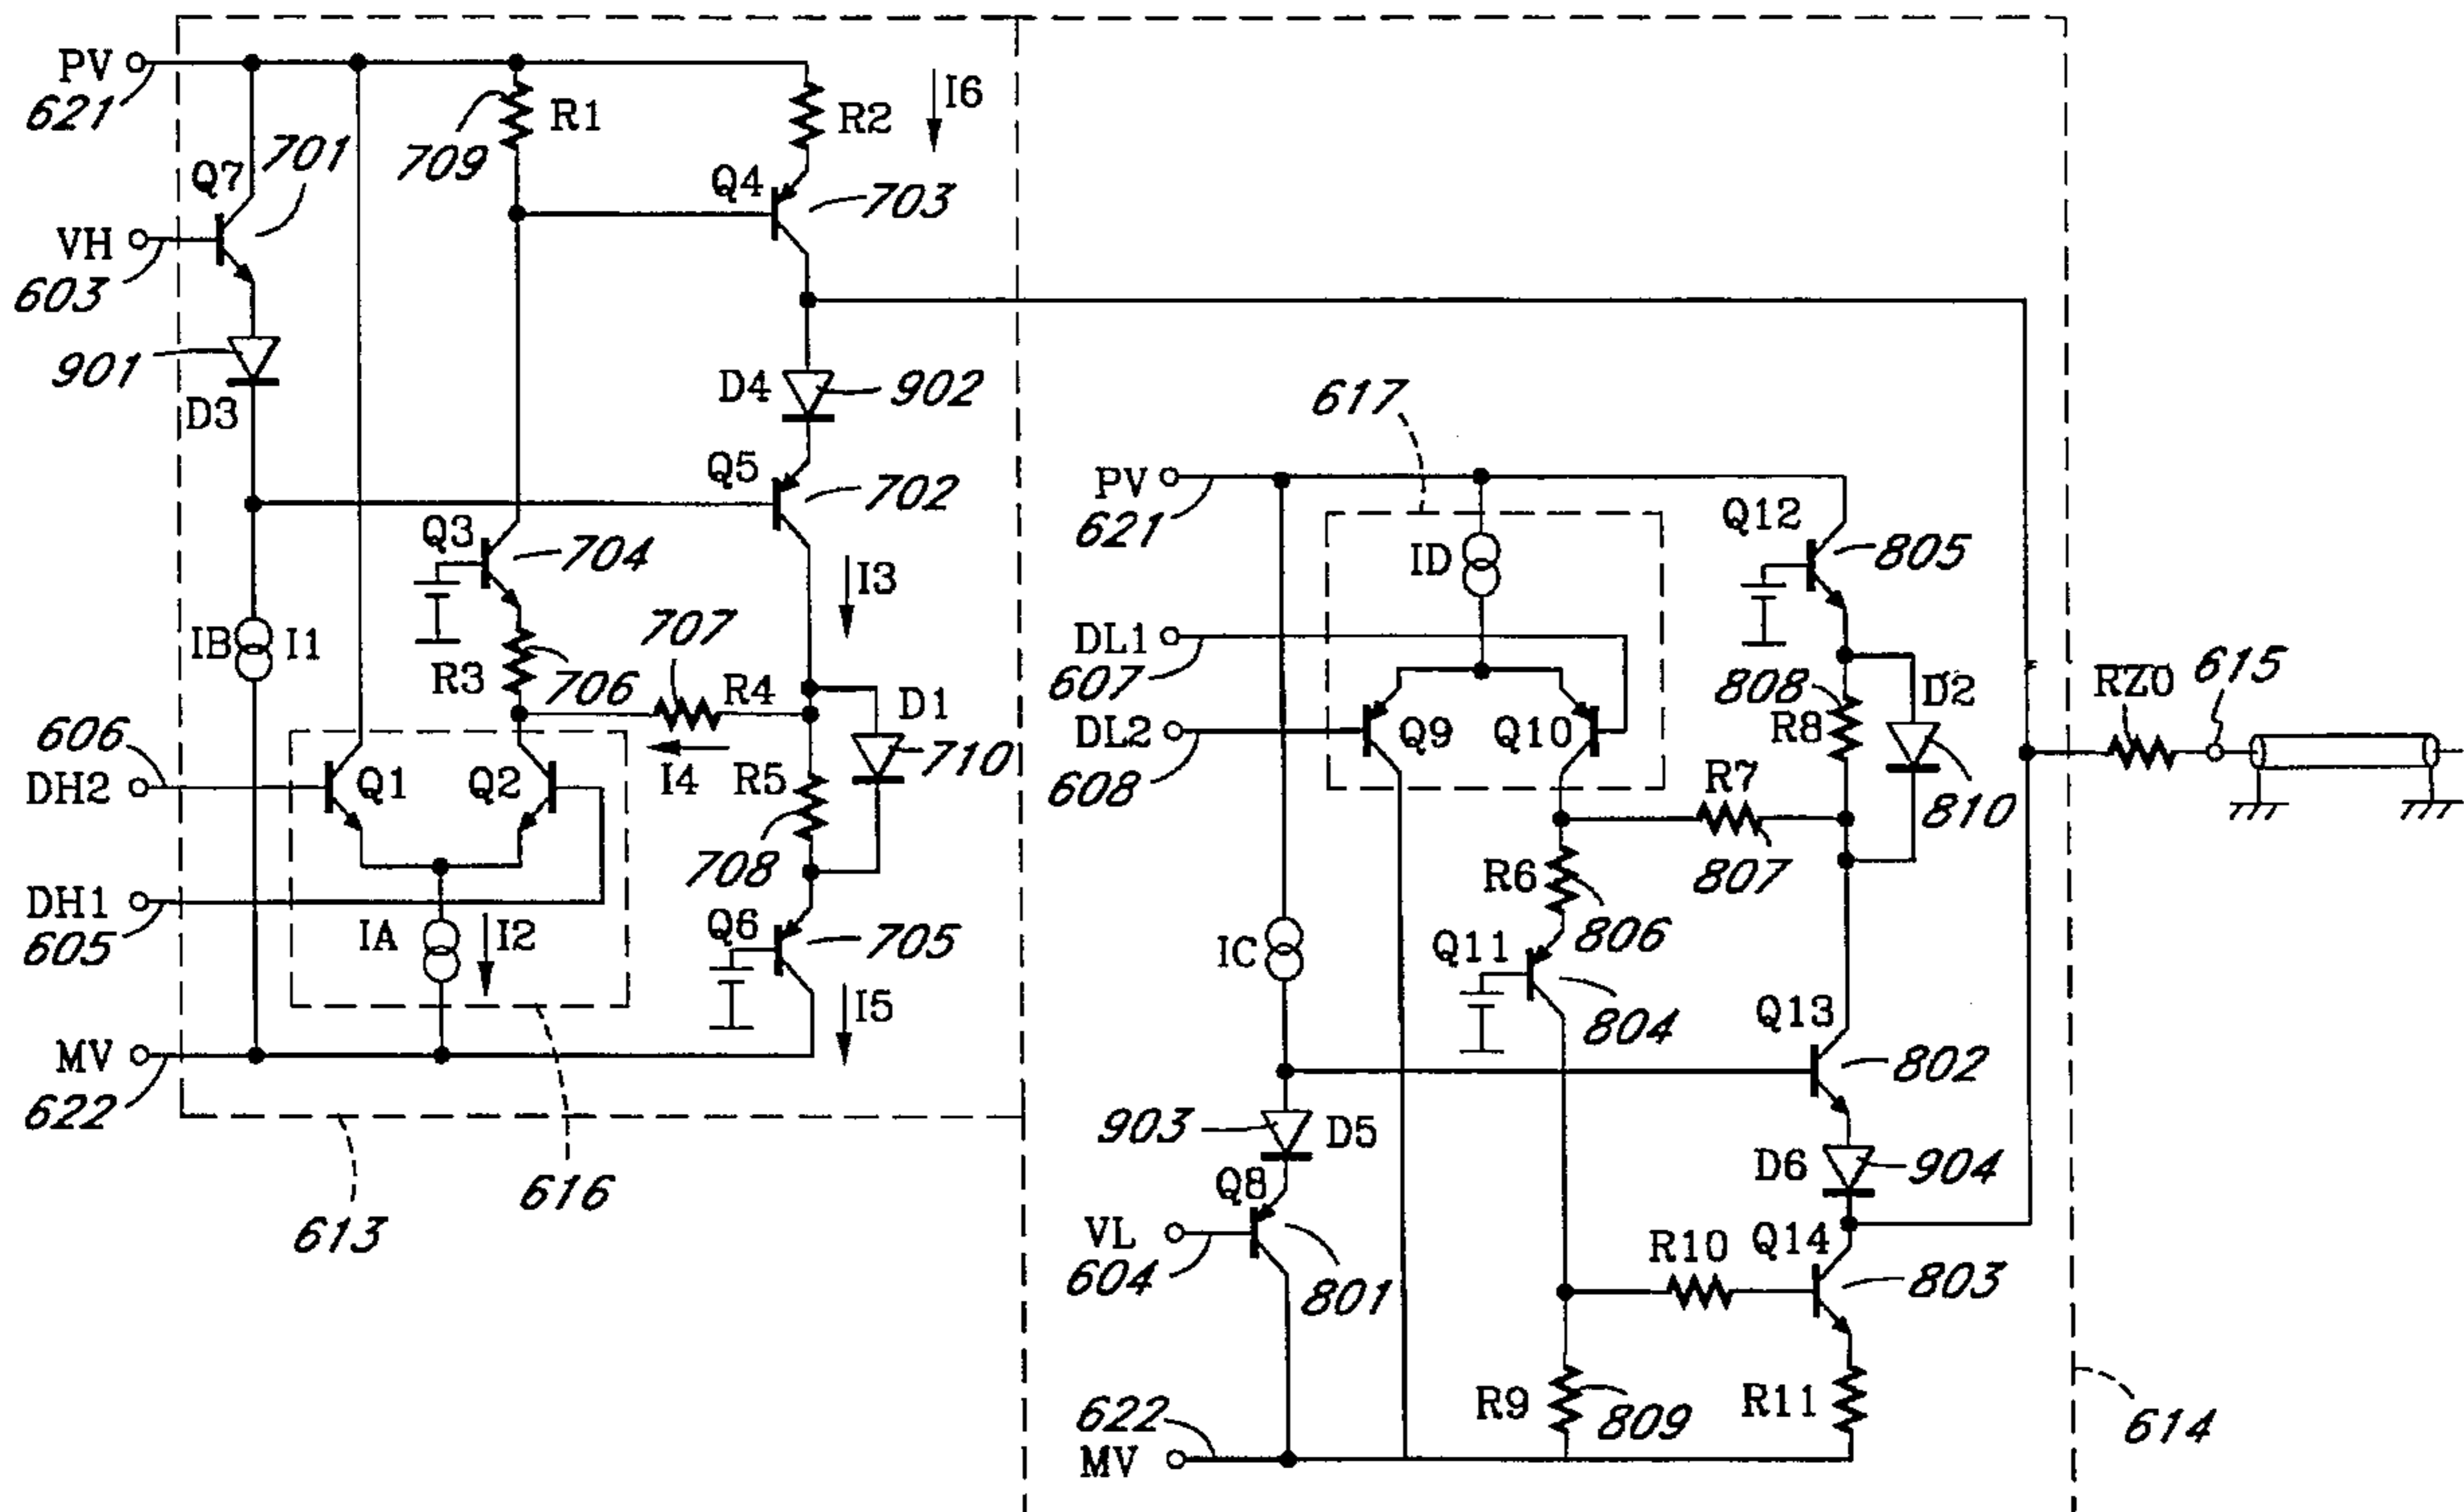 PV
621
I6
R1
R2
709
701
Q7
Q4
703
VH
603
901
D3
D4
902
617
Q5
702
PV
621
Q12
805
Q3
704
ID
I3
IB
I1
707
DL1
607
R3
706
R4
D1
808
D2
RZ0
615
606
DL2
608
Q9
Q10
R8
DH2
Q1
Q2
I4
R5
710
R7
810
708
R6
807
DH1
605
IA
I2
Q6
705
IC
Q11
806
I5
804
Q13
MV
622
802
903
D5
D6
904
616
Q8
613
VL
604
R10
Q14
801
803
R9
809
R11
622
MV
614